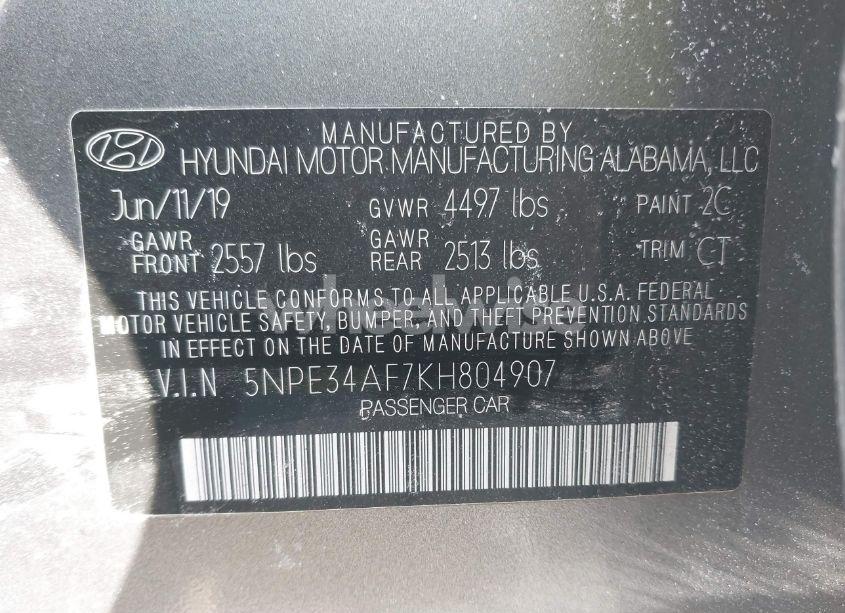 MANUFACTURED BY
HYUNDAI MOTOR MANUFACTURING ALABAMA, LLC
Jun/11/19 GVWR 4497 lbs PAINT 2C
GAWR FRONT 2557 lbs GAWR REAR 2513 lbs TRIM CT
THIS VEHICLE CONFORMS TO ALL APPLICABLE U.S.A. FEDERAL
MOTOR VEHICLE SAFETY, BUMPER, AND THEFT PREVENTION STANDARDS
IN EFFECT ON THE DATE OF MANUFACTURE SHOWN ABOVE
V.I.N 5NPE34AF7KH804907
PASSENGER CAR
wheelwise